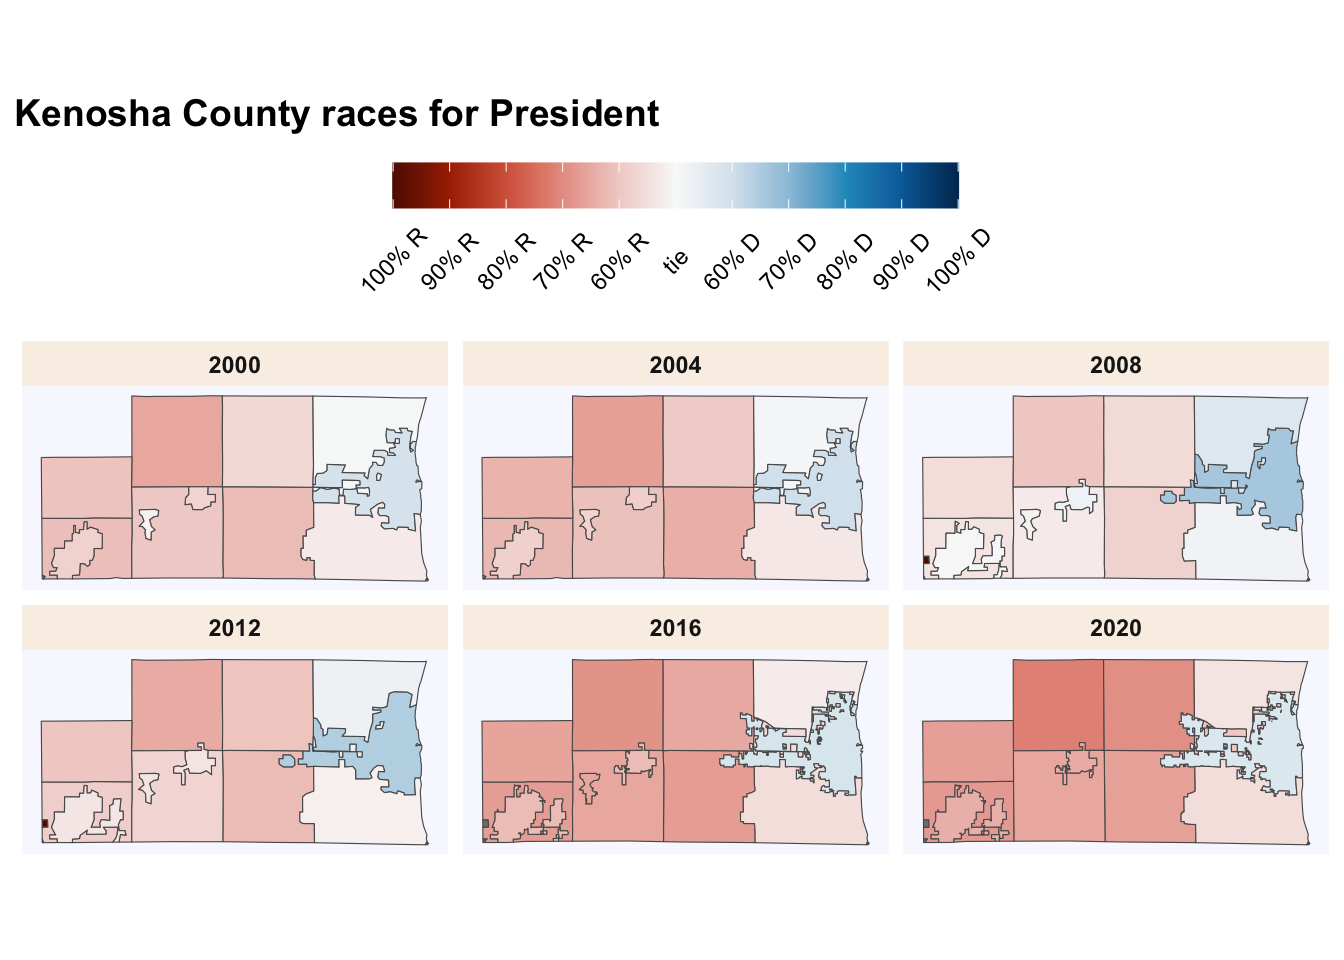 Kenosha County races for President
100% R 90% R 80% R 70% R 60% R tie 60% D 70% D 80% D 90% D 100% D
2000 2004 2008
2012 2016 2020